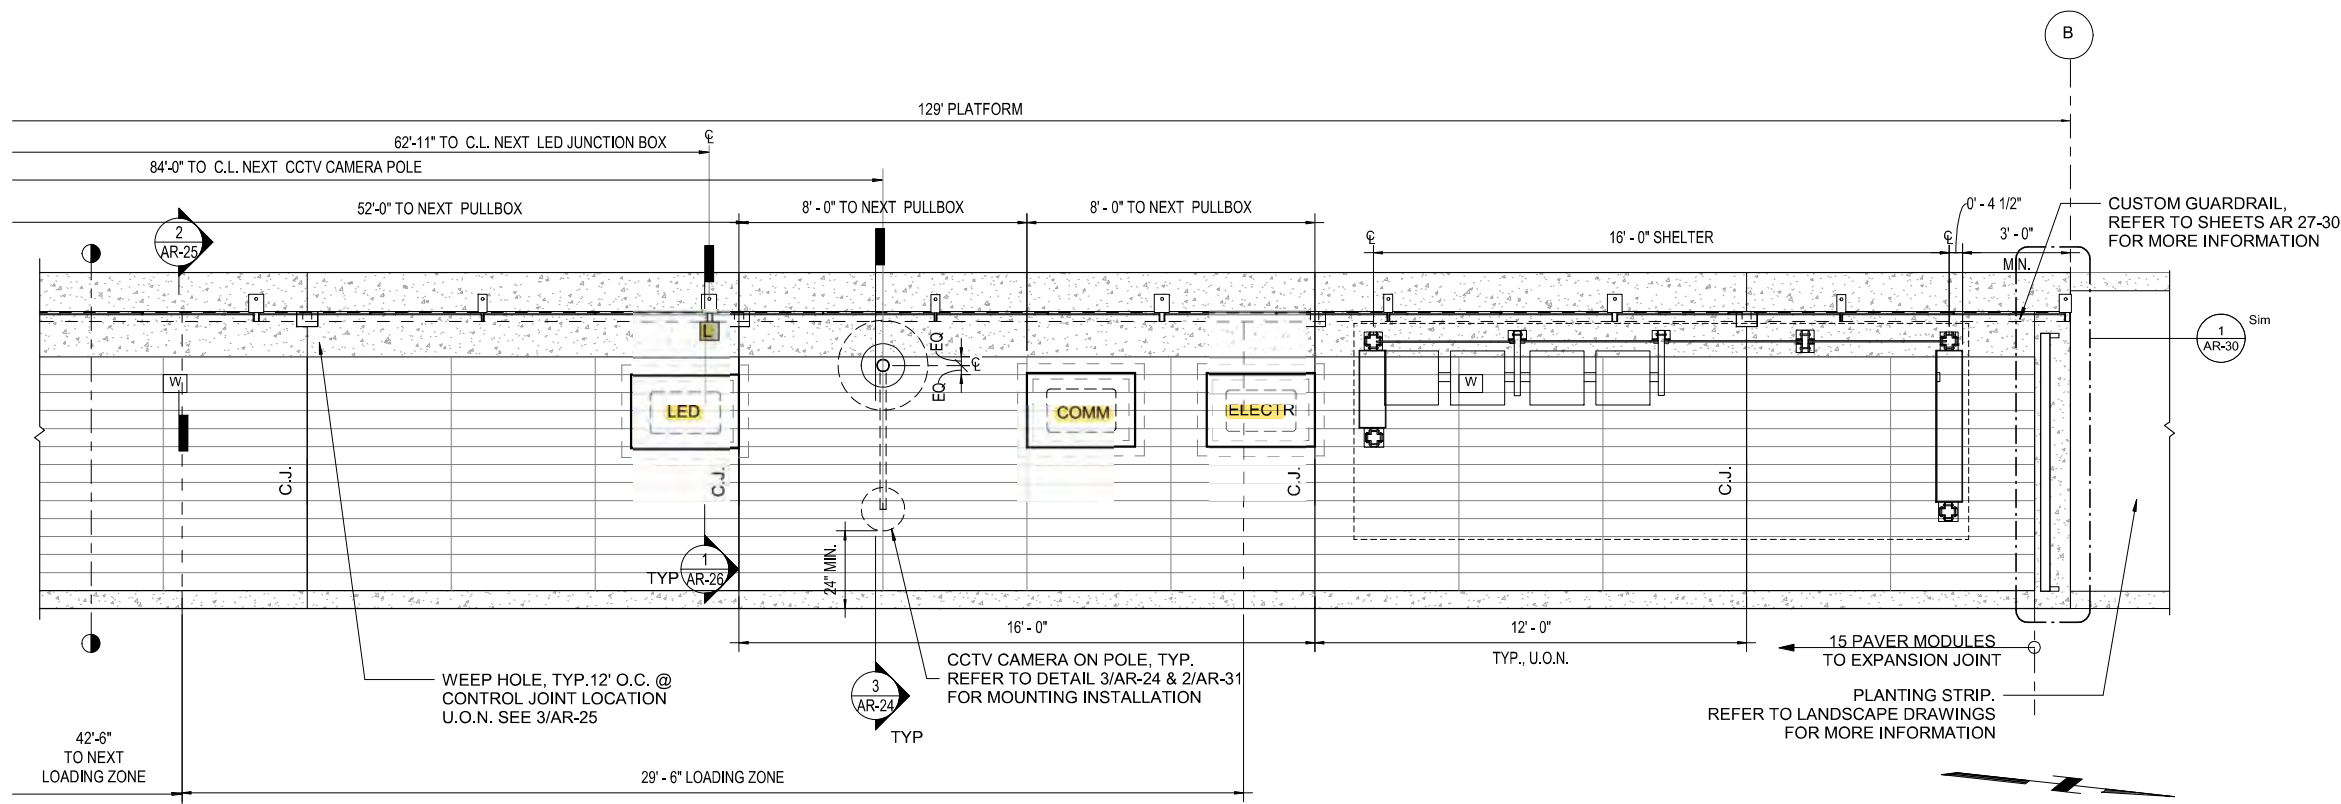 B
129' PLATFORM
62'-11" TO C.L. NEXT LED JUNCTION BOX
84'-0" TO C.L. NEXT CCTV CAMERA POLE
52'-0" TO NEXT PULLBOX
8' - 0" TO NEXT PULLBOX
8' - 0" TO NEXT PULLBOX
0' - 4 1/2"
CUSTOM GUARDRAIL,
REFER TO SHEETS AR 27-30
FOR MORE INFORMATION
2
AR-25
16' - 0" SHELTER
3' - 0"
MIN.
1
AR-30
Sim
L
EQ
EQ
W
LED
COMM
ELECTR
W
C.J.
C.J.
C.J.
C.J.
24" MIN.
TYP
1
AR-26
16' - 0"
12' - 0"
TYP., U.O.N.
15 PAVER MODULES
TO EXPANSION JOINT
WEEP HOLE, TYP.12' O.C. @
CONTROL JOINT LOCATION
U.O.N. SEE 3/AR-25
3
AR-24
TYP
CCTV CAMERA ON POLE, TYP.
REFER TO DETAIL 3/AR-24 & 2/AR-31
FOR MOUNTING INSTALLATION
PLANTING STRIP.
REFER TO LANDSCAPE DRAWINGS
FOR MORE INFORMATION
42'-6"
TO NEXT
LOADING ZONE
29' - 6" LOADING ZONE